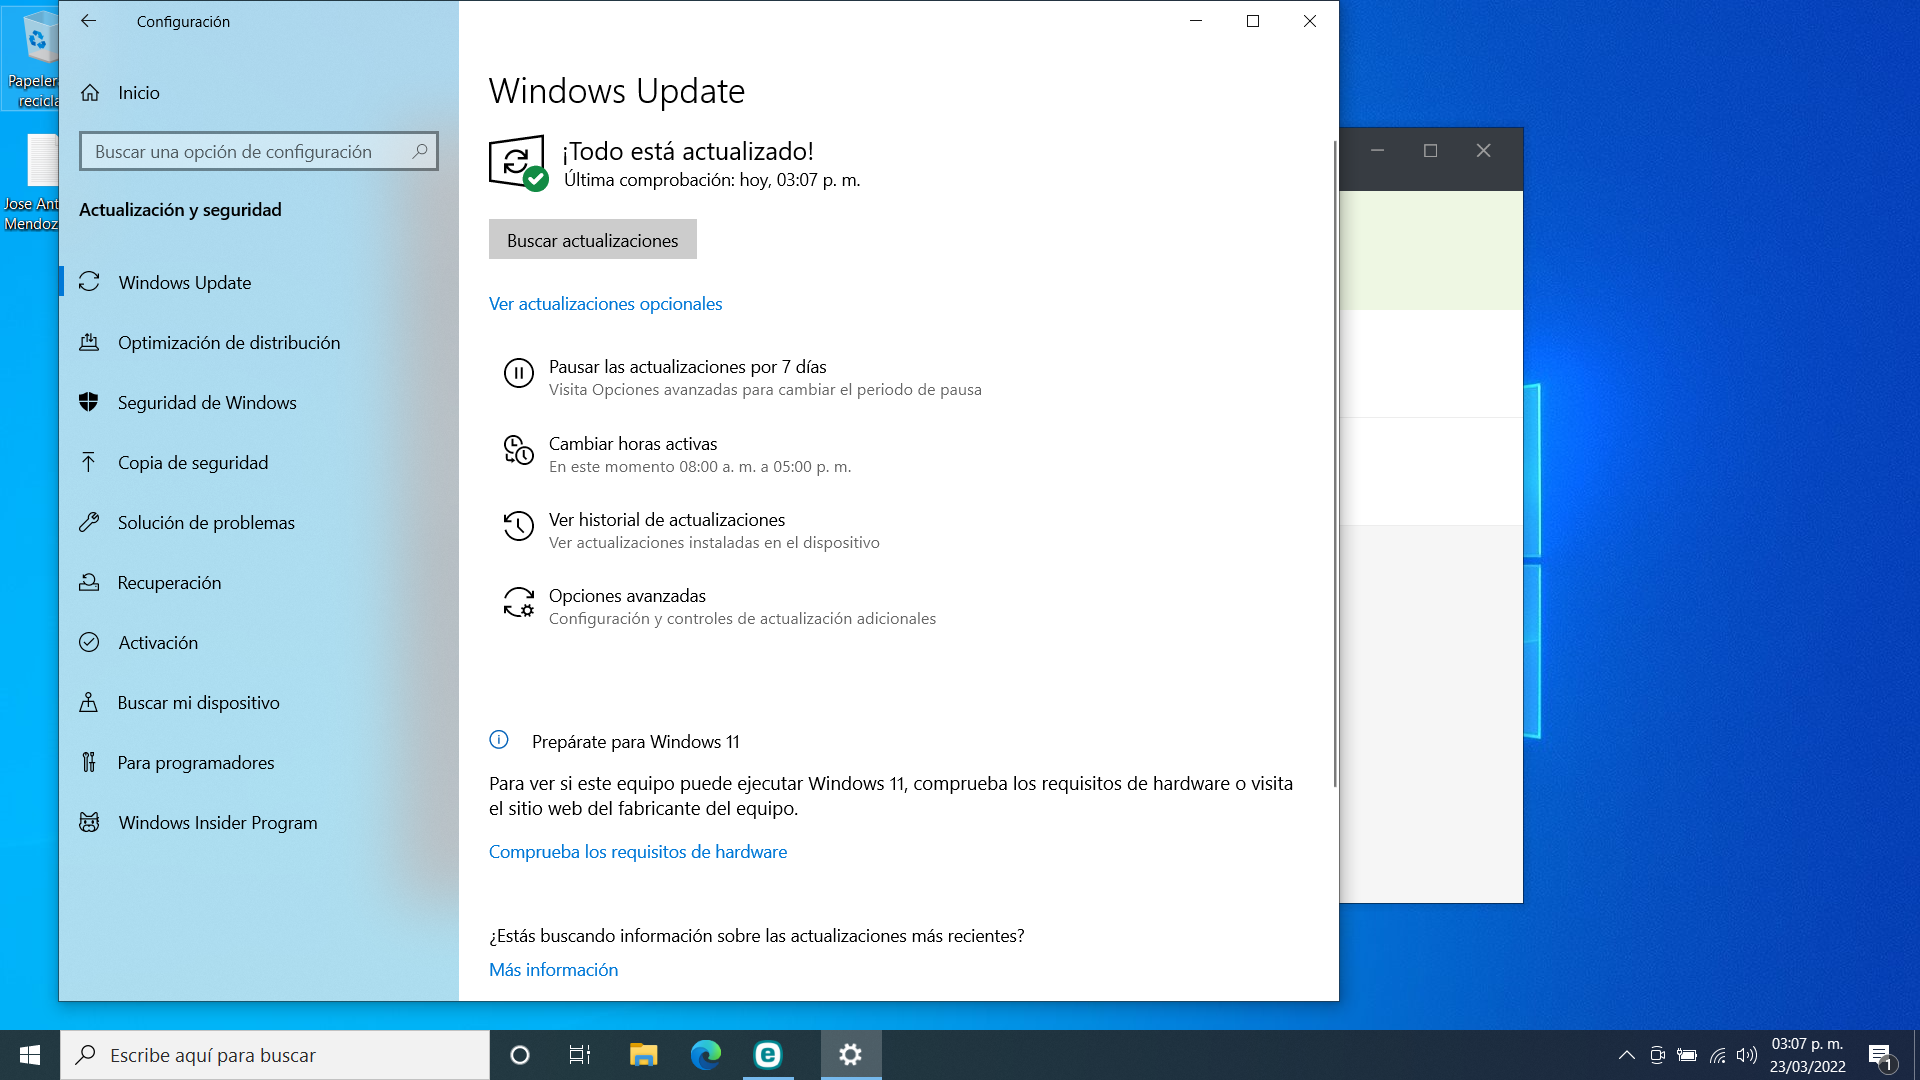 Configuración
Papeler
recicla
Jose Ant
Mendoz
Inicio
Buscar una opción de configuración
Actualización y seguridad
Windows Update
Optimización de distribución
Seguridad de Windows
Copia de seguridad
Solución de problemas
Recuperación
Activación
Buscar mi dispositivo
Para programadores
Windows Insider Program
Windows Update
¡Todo está actualizado!
Última comprobación: hoy, 03:07 p. m.
Buscar actualizaciones
Ver actualizaciones opcionales
Pausar las actualizaciones por 7 días
Visita Opciones avanzadas para cambiar el periodo de pausa
Cambiar horas activas
En este momento 08:00 a. m. a 05:00 p. m.
Ver historial de actualizaciones
Ver actualizaciones instaladas en el dispositivo
Opciones avanzadas
Configuración y controles de actualización adicionales
Prepárate para Windows 11
Para ver si este equipo puede ejecutar Windows 11, comprueba los requisitos de hardware o visita
el sitio web del fabricante del equipo.
Comprueba los requisitos de hardware
¿Estás buscando información sobre las actualizaciones más recientes?
Más información
Escribe aquí para buscar
e
03:07 p. m.
23/03/2022
1